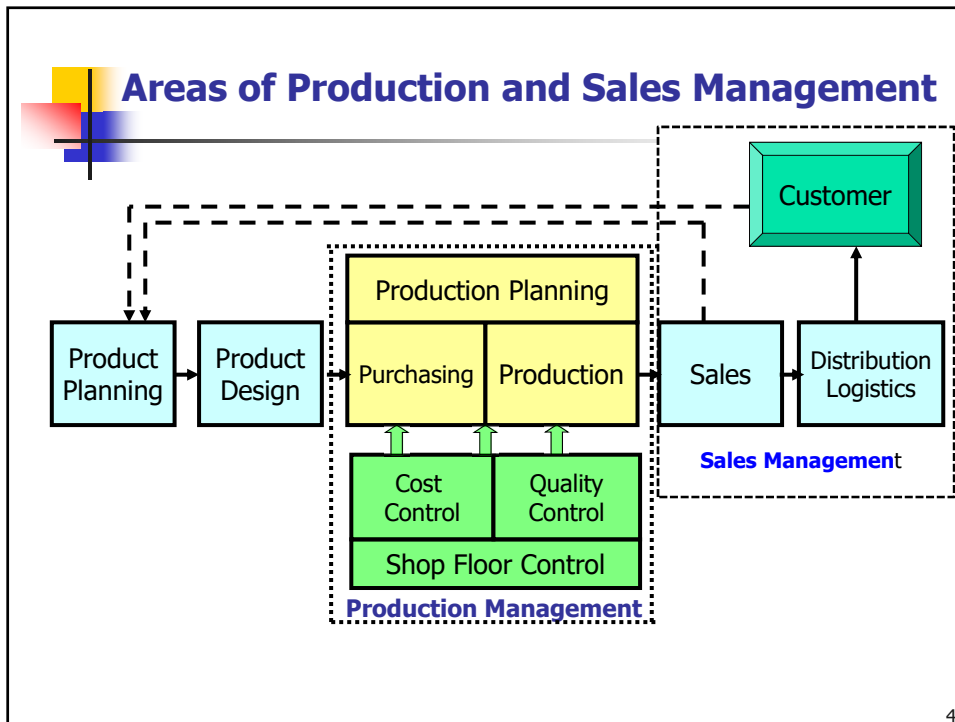 Areas of Production and Sales Management
Customer
Production Planning
Product
Planning
Product
Design
Purchasing
Production
Sales
Distribution
Logistics
Sales Management
Cost
Control
Quality
Control
Shop Floor Control
Production Management
4